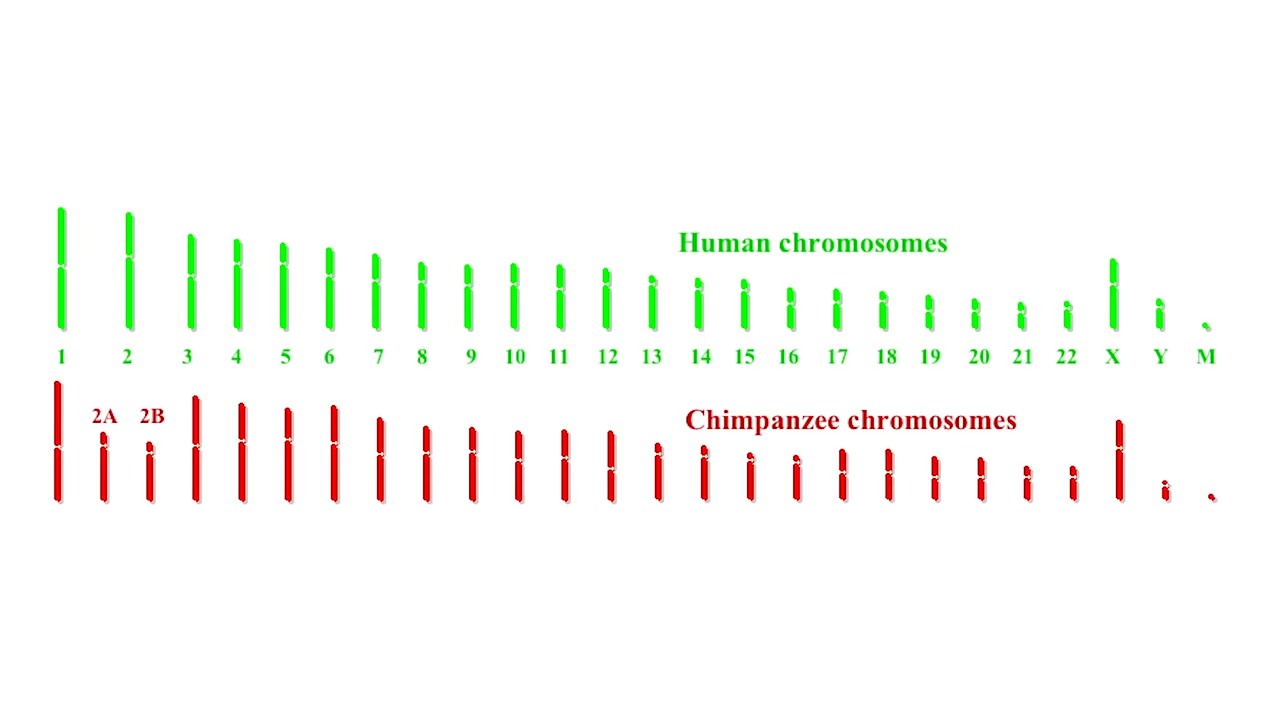 Human chromosomes
1 2 3 4 5 6 7 8 9 10 11 12 13 14 15 16 17 18 19 20 21 22 X Y M
2A 2B
Chimpanzee chromosomes